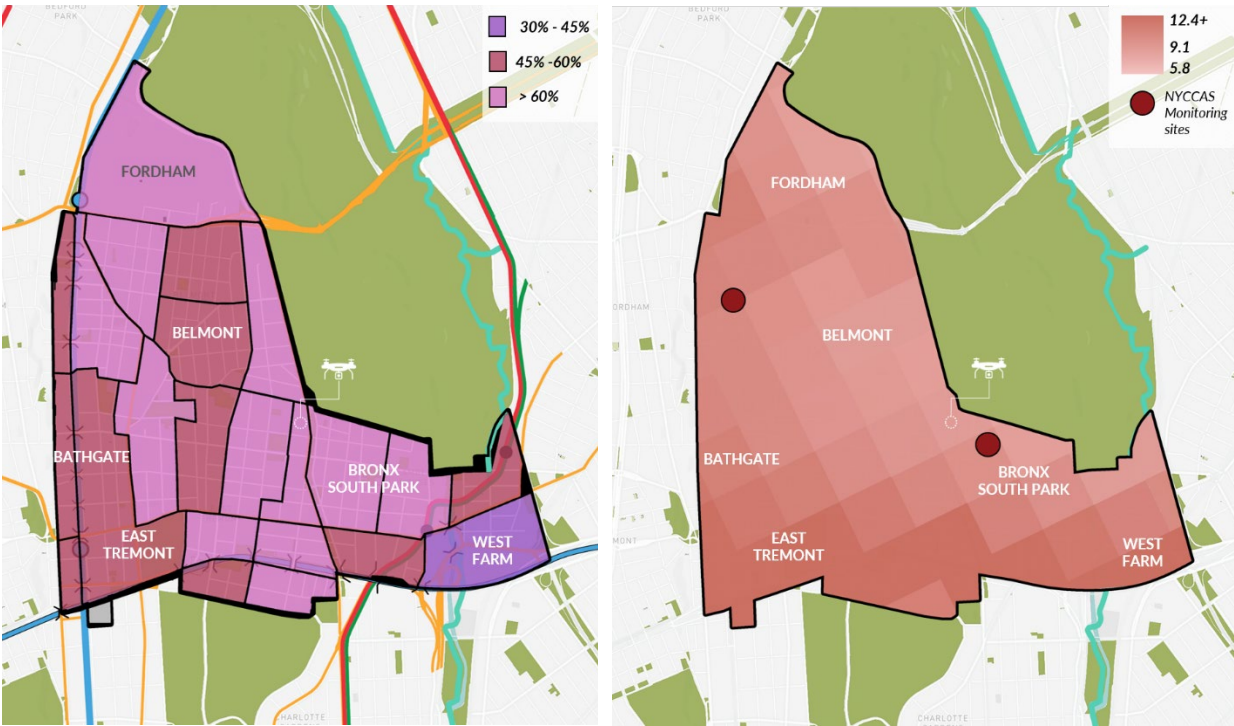 BEDFORD
PARK
30% - 45%
45% -60%
> 60%
FORDHAM
BELMONT
BATHGATE
BRONX
SOUTH PARK
EAST
TREMONT
WEST
FARM
CHARLOTTE
BEDFORD
PARK
12.4+
9.1
5.8
NYCCAS
Monitoring
sites
FORDHAM
FORDHAM
BELMONT
BATHGATE
BRONX
SOUTH PARK
EAST
TREMONT
WEST
FARM
MONT
CHARLOTTE